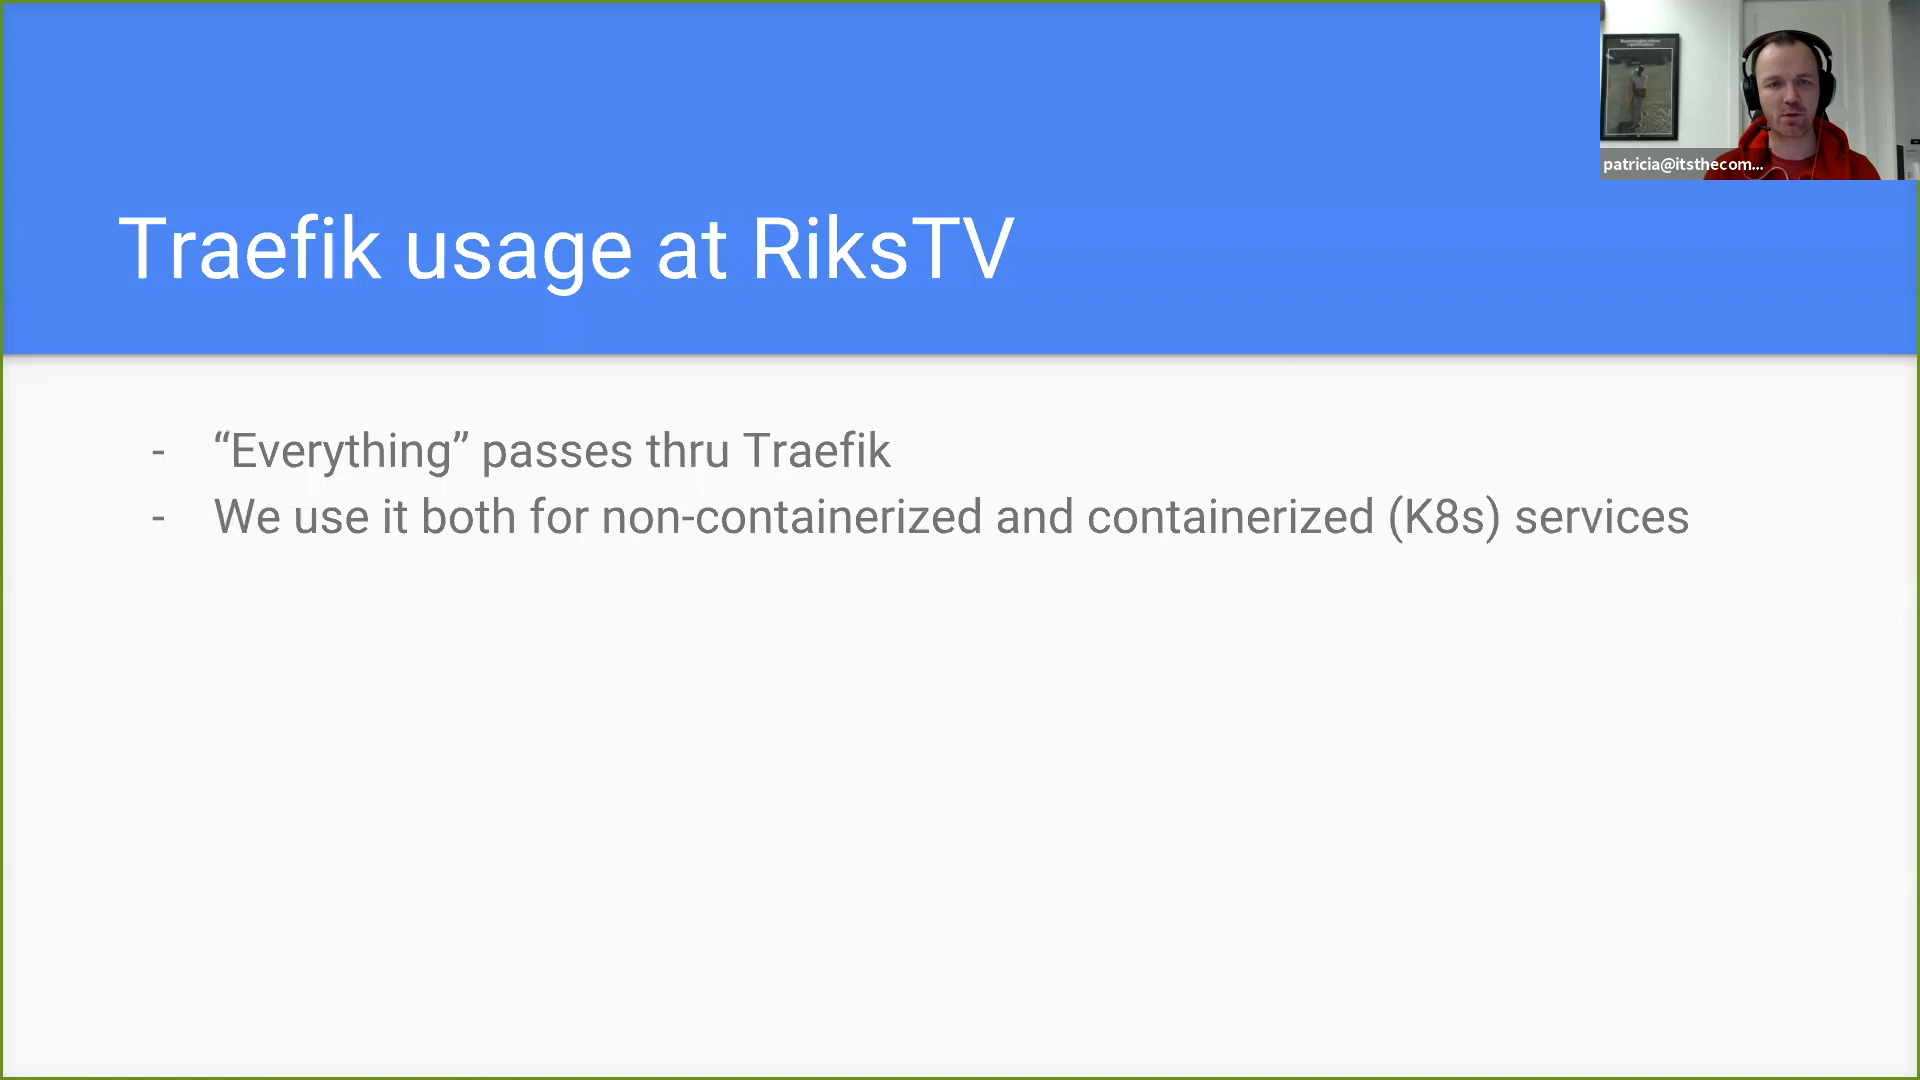 Traefik usage at RiksTV
- “Everything” passes thru Traefik
- We use it both for non-containerized and containerized (K8s) services
patricia@itsthecom...